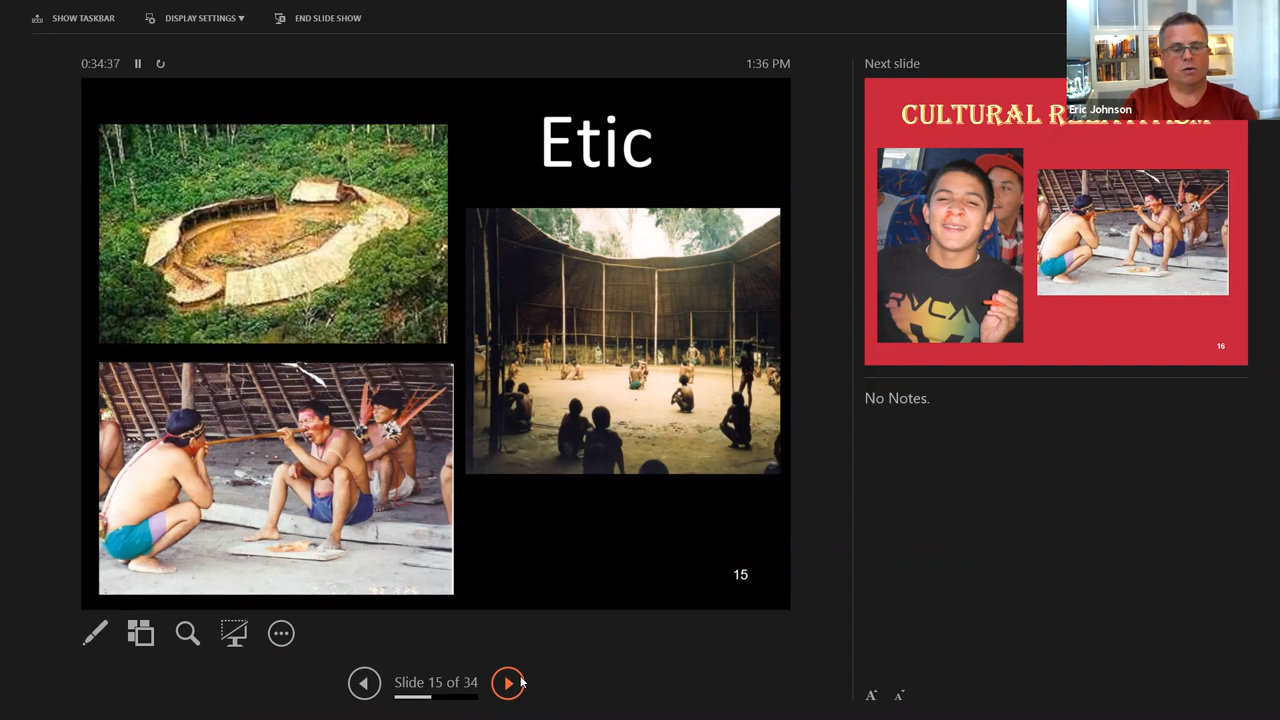 SHOW TASKBAR
DISPLAY SETTINGS ▾
END SLIDE SHOW
0:34:37
1:36 PM
Next slide
Eric Johnson
Etic
15
CULTURAL
RVCA
16
No Notes.
Slide 15 of 34
A A